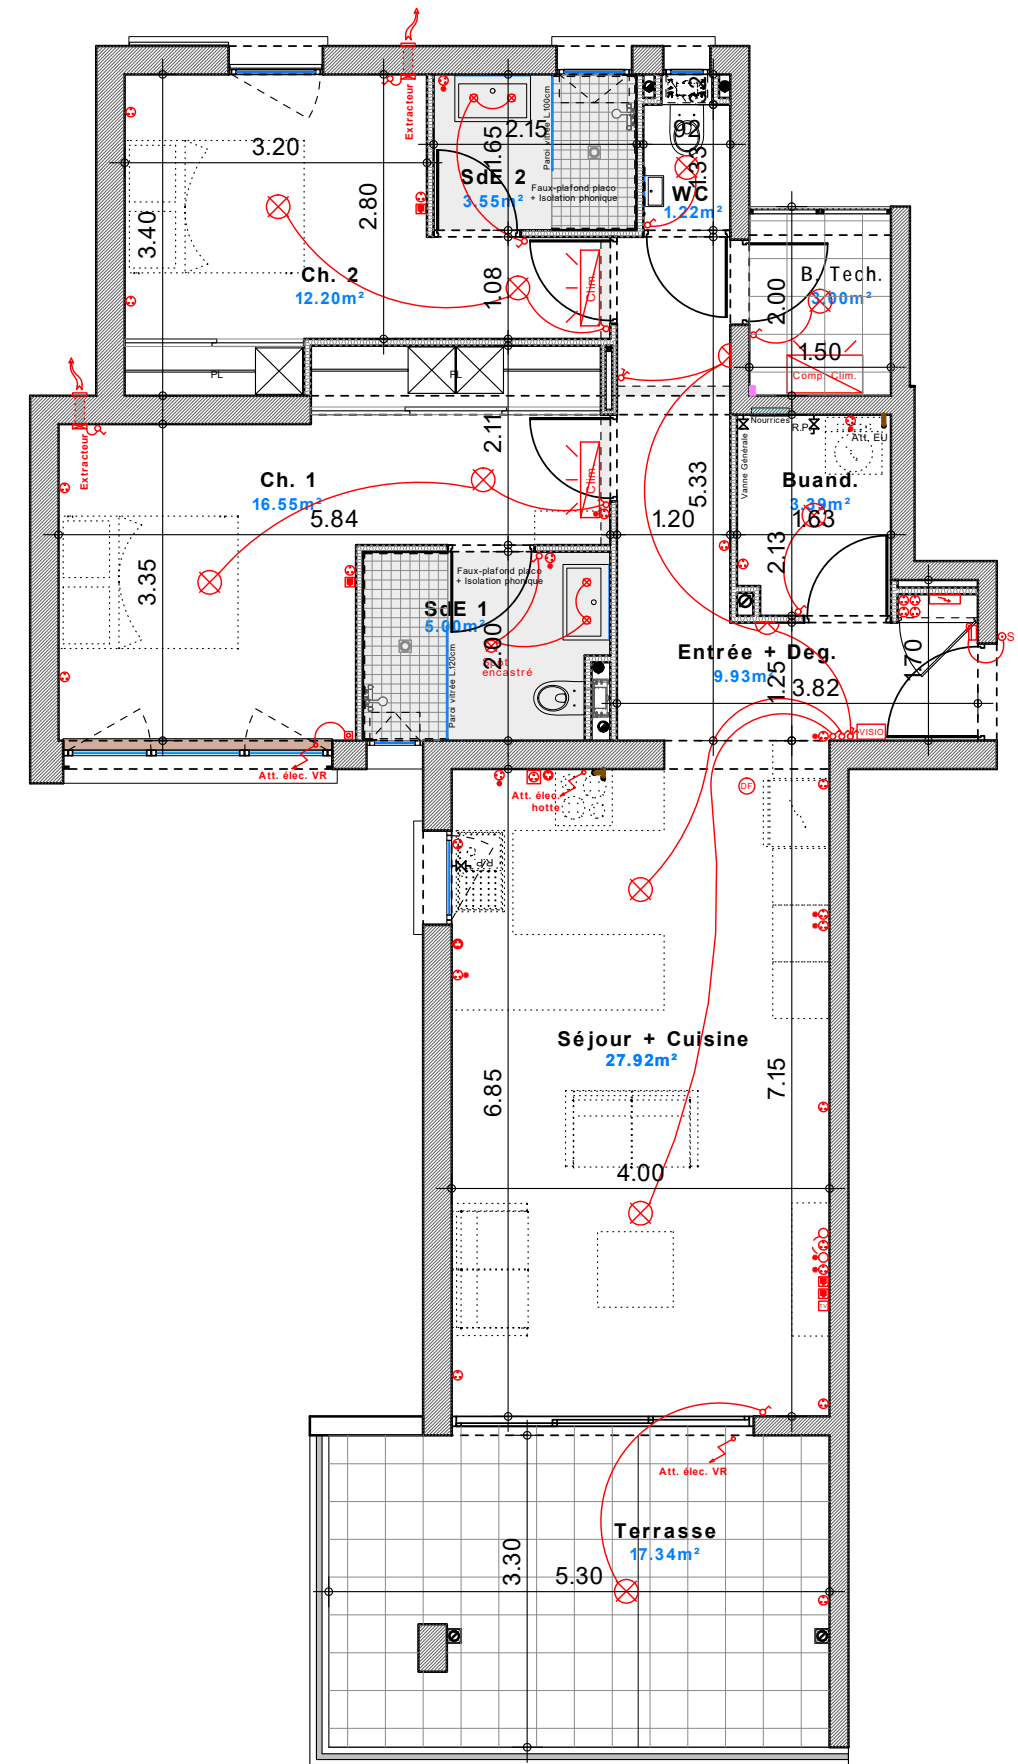 Extracteur
3.20
2.80
3.40
Ch. 2
12.20m²
PL
2.15
1.65
SdE 2
3.55m²
Paroi vitrée L.100cm
Faux-plafond placo
+ Isolation phonique
1.08
Clim.
92
1.33
WC
1.22m²
B. Tech.
3.00m²
2.00
1.50
Comp. Clim.
PL
Extracteur
Ch. 1
16.55m²
5.84
2.11
Clim.
3.35
5.33
1.20
Nourrices
R.P
Att. EU
Vanne Générale
Buand.
3.39m²
1.63
2.13
Faux-plafond placo
+ Isolation phonique
SdE 1
5.00m²
2.00
Spot
encastré
Paroi vitrée L.120cm
Entrée + Deg.
9.93m²
1.25
3.82
1.70
S
VISIO
Att. élec. VR
Att. élec.
hotte
DF
R.P
Séjour + Cuisine
27.92m²
6.85
7.15
4.00
TV
Att. élec. VR
Terrasse
17.34m²
3.30
5.30